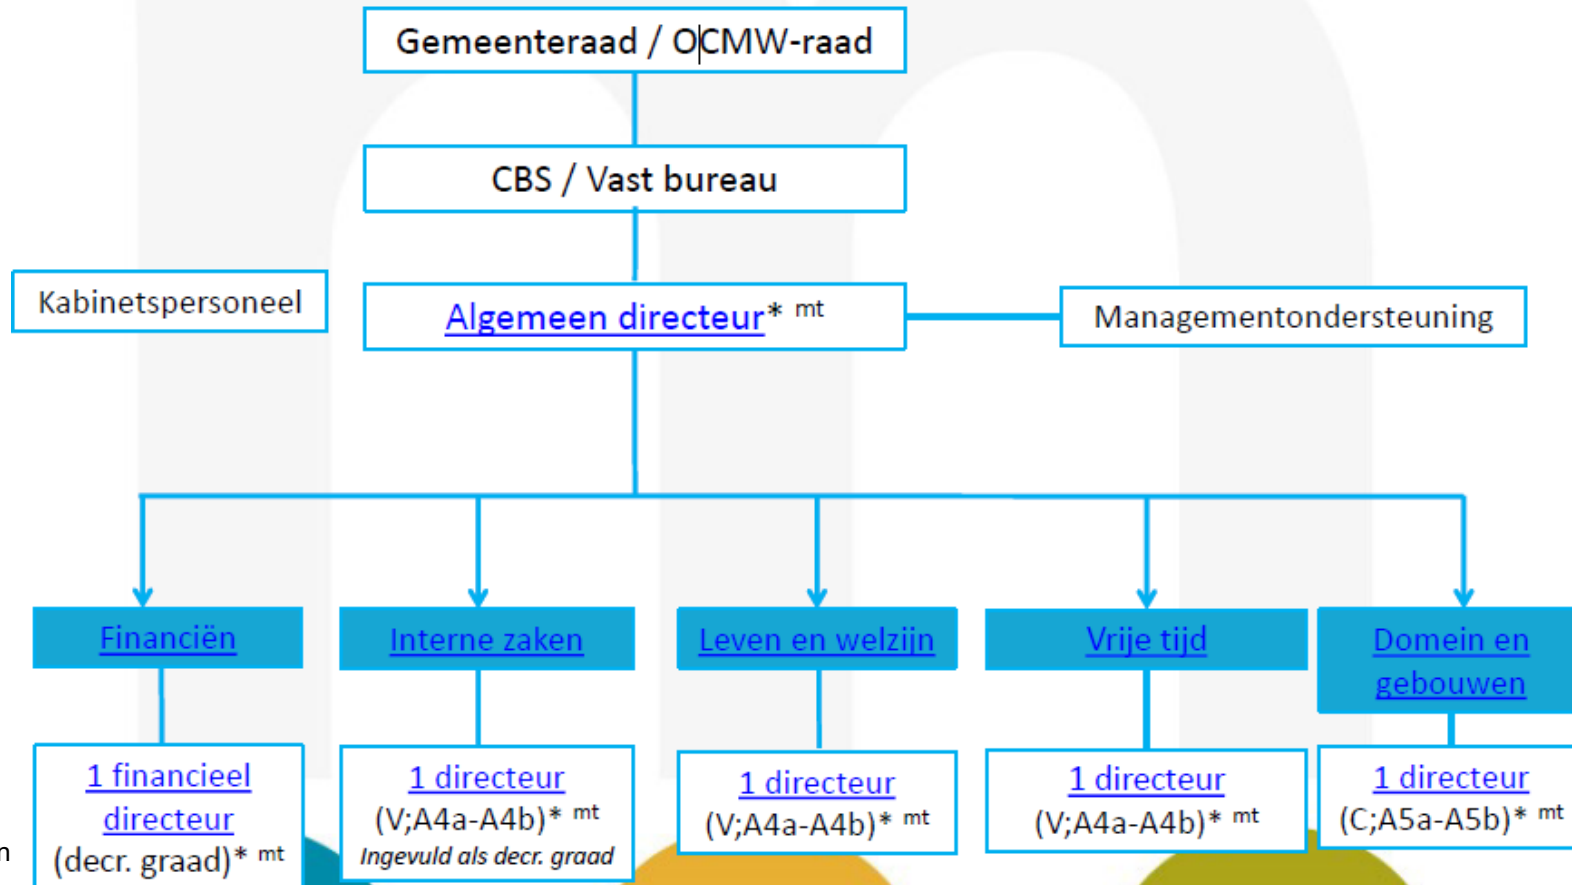 Gemeenteraad / OCMW-raad
CBS / Vast bureau
Kabinetspersoneel
Algemeen directeur* mt
Managementondersteuning
Financiën
Interne zaken
Leven en welzijn
Vrije tijd
Domein en
gebouwen
1 financieel
directeur
(decr. graad)* mt
1 directeur
(V;A4a-A4b)* mt
Ingevuld als decr. graad
1 directeur
(V;A4a-A4b)* mt
1 directeur
(V;A4a-A4b)* mt
1 directeur
(C;A5a-A5b)* mt
n